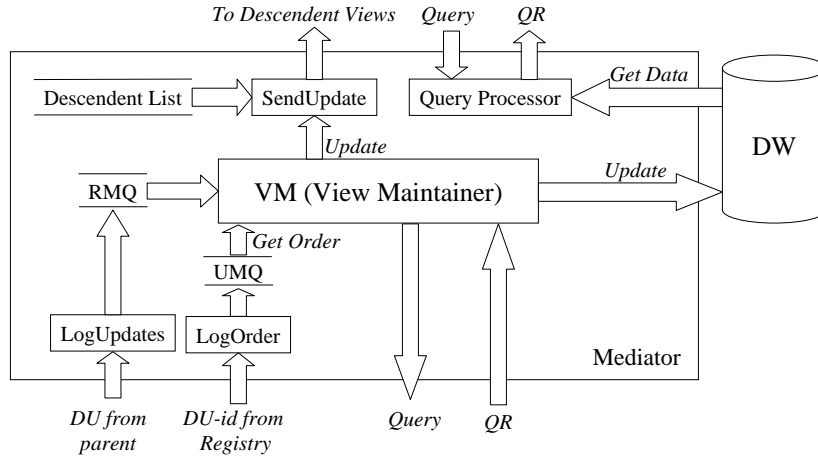 To Descendent Views
Query
QR
Descendent List
SendUpdate
Query Processor
Get Data
DW
Update
RMQ
VM (View Maintainer)
Update
Get Order
UMQ
LogUpdates
LogOrder
Mediator
DU from
parent
DU-id from
Registry
Query
QR